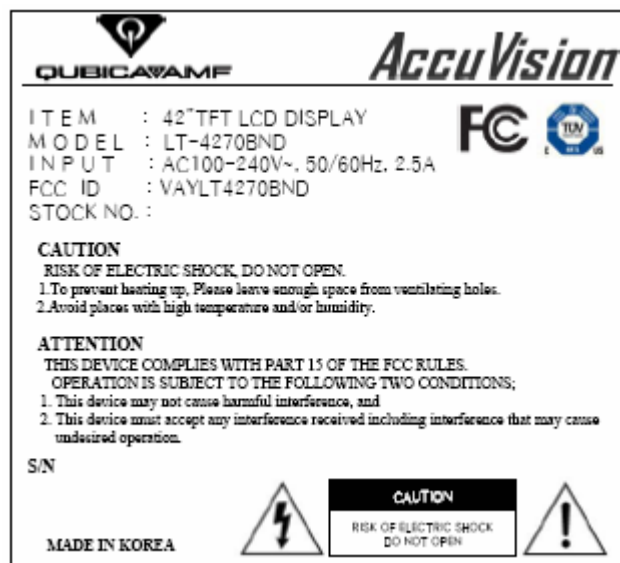 QUBICAAMF
AccuVision
ITEM : 42"TFT LCD DISPLAY
MODEL : LT-4270BND
INPUT : AC100-240V~, 50/60Hz, 2.5A
FCC ID : VAYLT4270BND
STOCK NO. :
FC
TUV
CAUTION
RISK OF ELECTRIC SHOCK, DO NOT OPEN.
1.To prevent heating up, Please leave enough space from ventilating holes.
2.Avoid places with high temperature and/or humidity.
ATTENTION
THIS DEVICE COMPLIES WITH PART 15 OF THE FCC RULES.
OPERATION IS SUBJECT TO THE FOLLOWING TWO CONDITIONS;
1. This device may not cause harmful interference, and
2. This device must accept any interference received including interference that may cause
undesired operation.
S/N
MADE IN KOREA
CAUTION
RISK OF ELECTRIC SHOCK
DO NOT OPEN